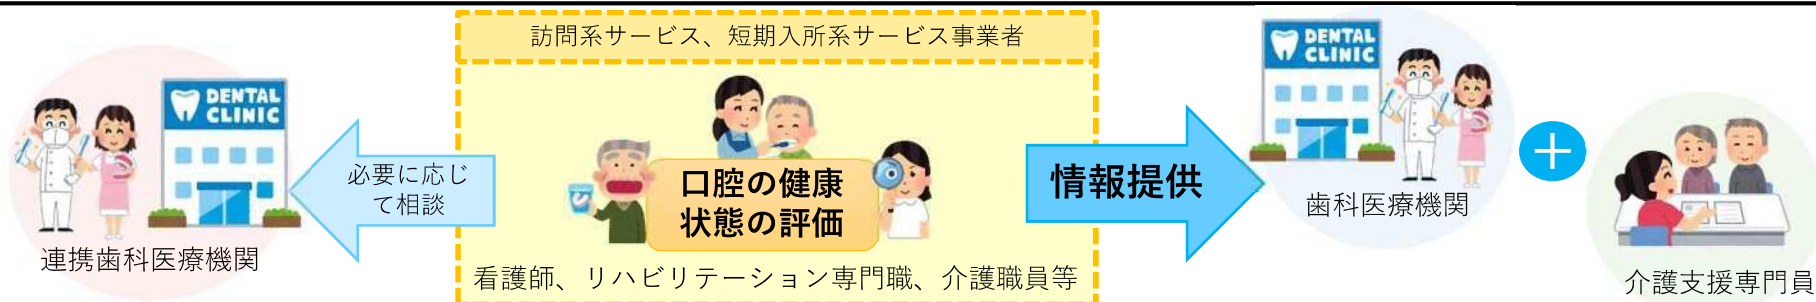 訪問系サービス、短期入所系サービス事業者
DENTAL
CLINIC
必要に応じ
て相談
連携歯科医療機関
口腔の健康
状態の評価
看護師、リハビリテーション専門職、介護職員等
情報提供
DENTAL
CLINIC
歯科医療機関
介護支援専門員